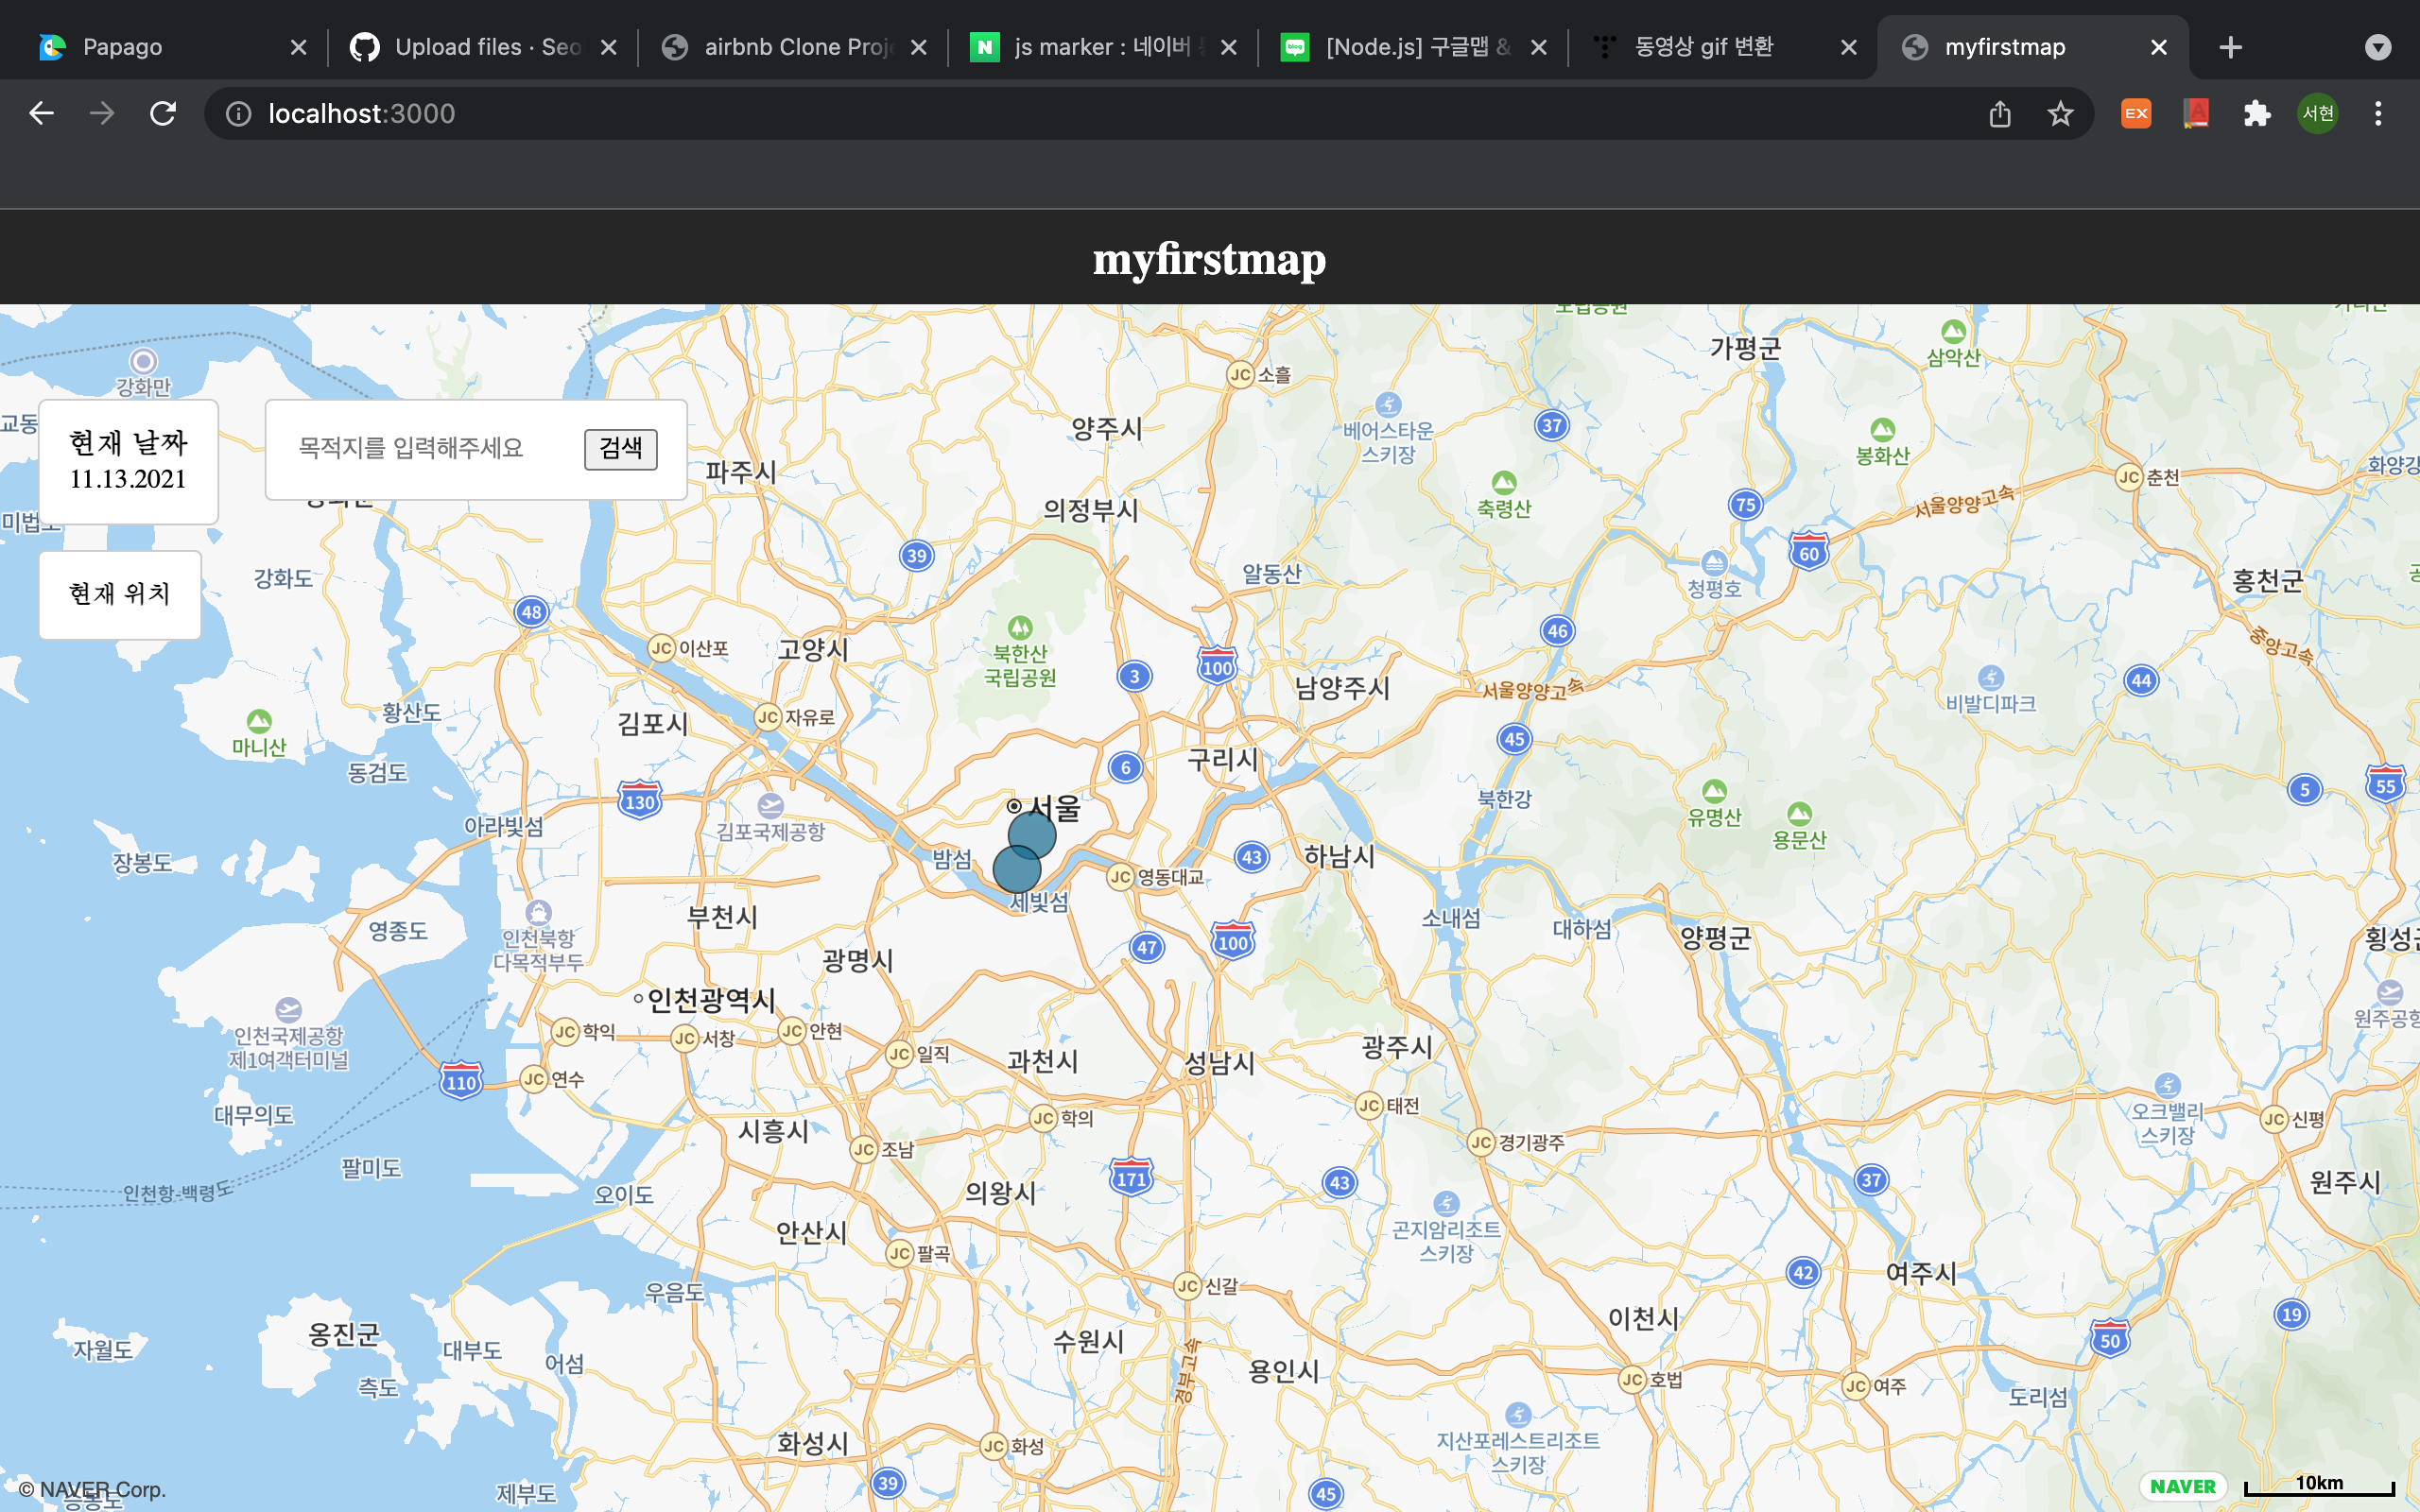 Papago
Upload files · Seo
airbnb Clone Proj
js marker : 네이버
[Node.js] 구글맵 &
동영상 gif 변환
myfirstmap
localhost:3000
EX
서현
myfirstmap
강화만
현재 날짜
11.13.2021
목적지를 입력해주세요
검색
현재 위치
교동
강화도
48
마니산
황산도
동검도
장봉도
영종도
인천국제공항
제1여객터미널
대무의도
팔미도
인천항-백령도
110
자월도
옹진군
측도
대부도
어섬
제부도
오이도
우음도
파주시
양주시
의정부시
JC 소흘
39
JC 이산포
고양시
북한산
국립공원
3
100
알동산
남양주시
김포시
JC 자유로
130
김포국제공항
아라빛섬
6
구리시
서울
밤섬
세빛섬
JC 영동대교
43
하남시
인천북항
다목적부두
부천시
광명시
47
100
인천광역시
JC 학익
JC 서창
JC 안현
JC 일직
JC 연수
과천시
성남시
광주시
시흥시
JC 조남
JC 학의
JC 태전
의왕시
171
43
JC 경기광주
안산시
JC 팔곡
JC 신갈
곤지암리조트
스키장
수원시
경부고속
용인시
화성시
JC 화성
39
45
지산포레스트리조트
스키장
이천시
JC 호법
42
여주시
JC 여주
도리섬
50
19
37
원주시
JC 신평
오크밸리
스키장
원주공항
양평군
소내섬
대하섬
유명산
용문산
북한강
45
서울양양고속
46
청평호
75
60
서울양양고속
37
베어스타운
스키장
축령산
가평군
삼악산
봉화산
JC 춘천
화양강
홍천군
중앙고속
44
비발디파크
5
55
© NAVER Corp.
NAVER
10km